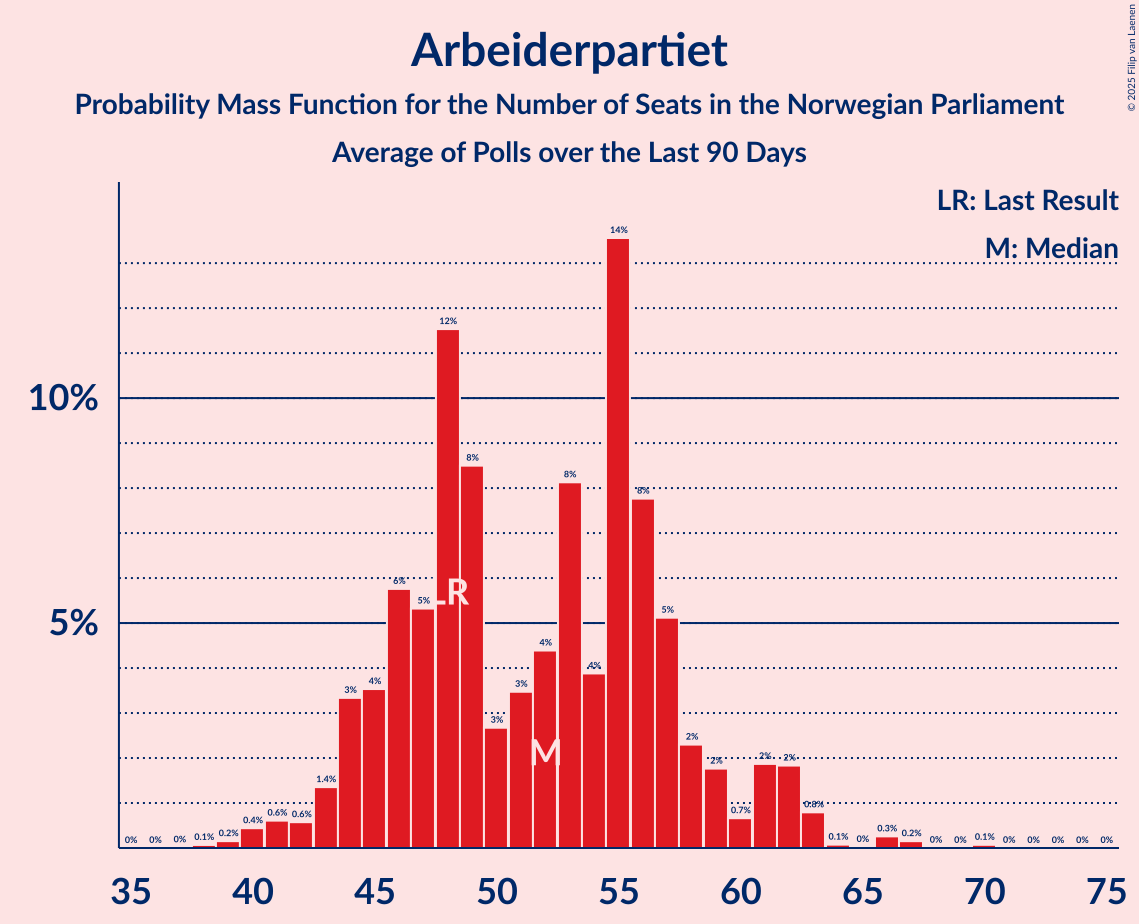 Arbeiderpartiet
Probability Mass Function for the Number of Seats in the Norwegian Parliament
Average of Polls over the Last 90 Days
© 2025 Filip van Laenen
LR: Last Result
M: Median
10%
5%
0% 0% 0% 0.1% 0.2% 0.4% 0.6% 0.6% 1.4% 3% 4% 6% 5% 12% 8% 3% 3% 4% 8% 4% 14% 8% 5% 2% 2% 0.7% 2% 2% 0.8% 0.1% 0% 0.3% 0.2% 0% 0% 0.1% 0% 0% 0% 0% 0%
LR
M
35 40 45 50 55 60 65 70 75